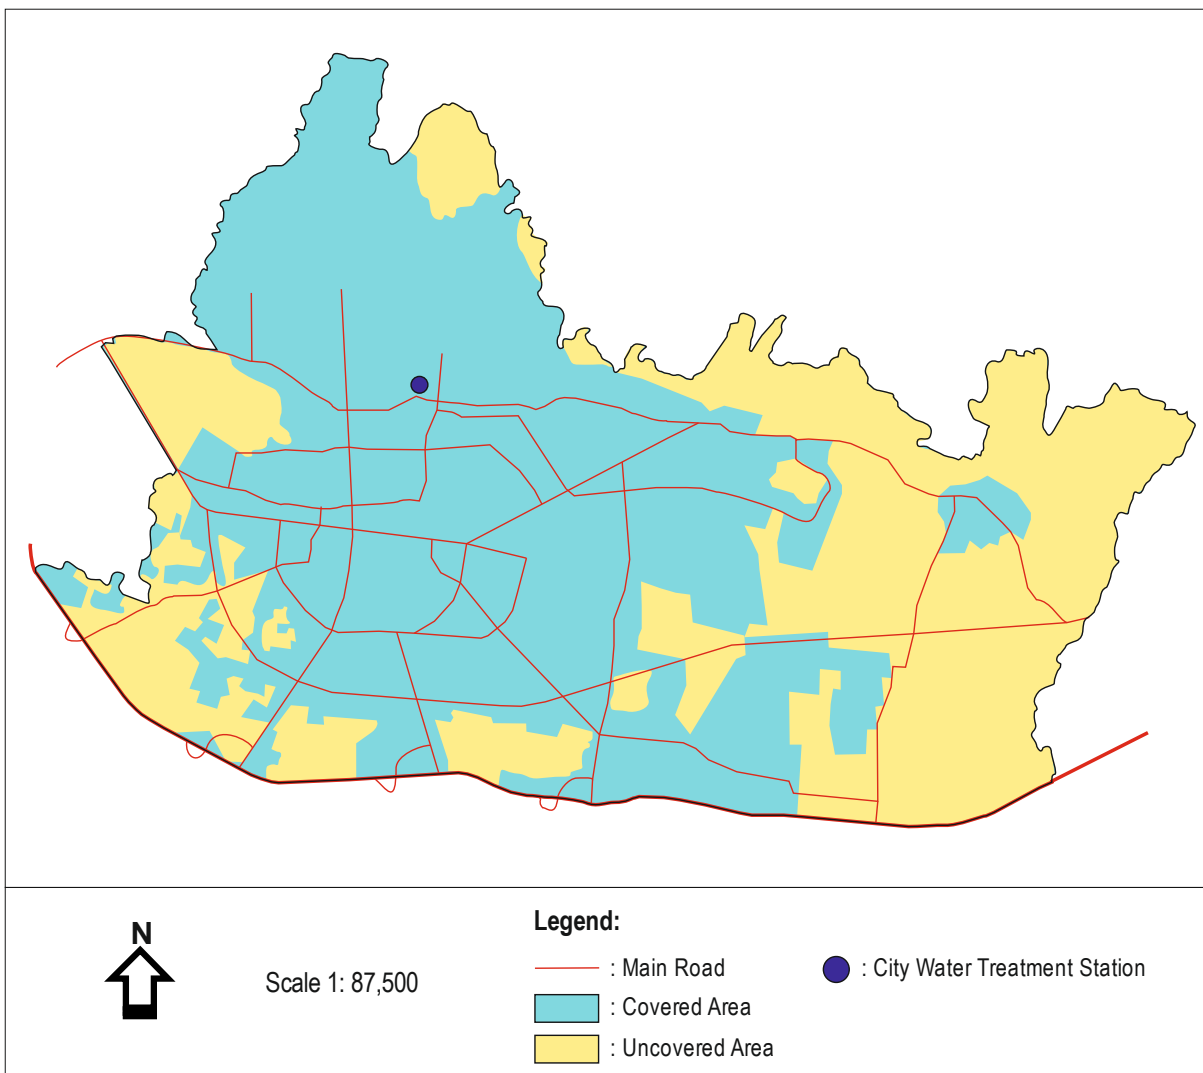 N
Scale 1: 87,500
Legend:
: Main Road
: City Water Treatment Station
: Covered Area
: Uncovered Area